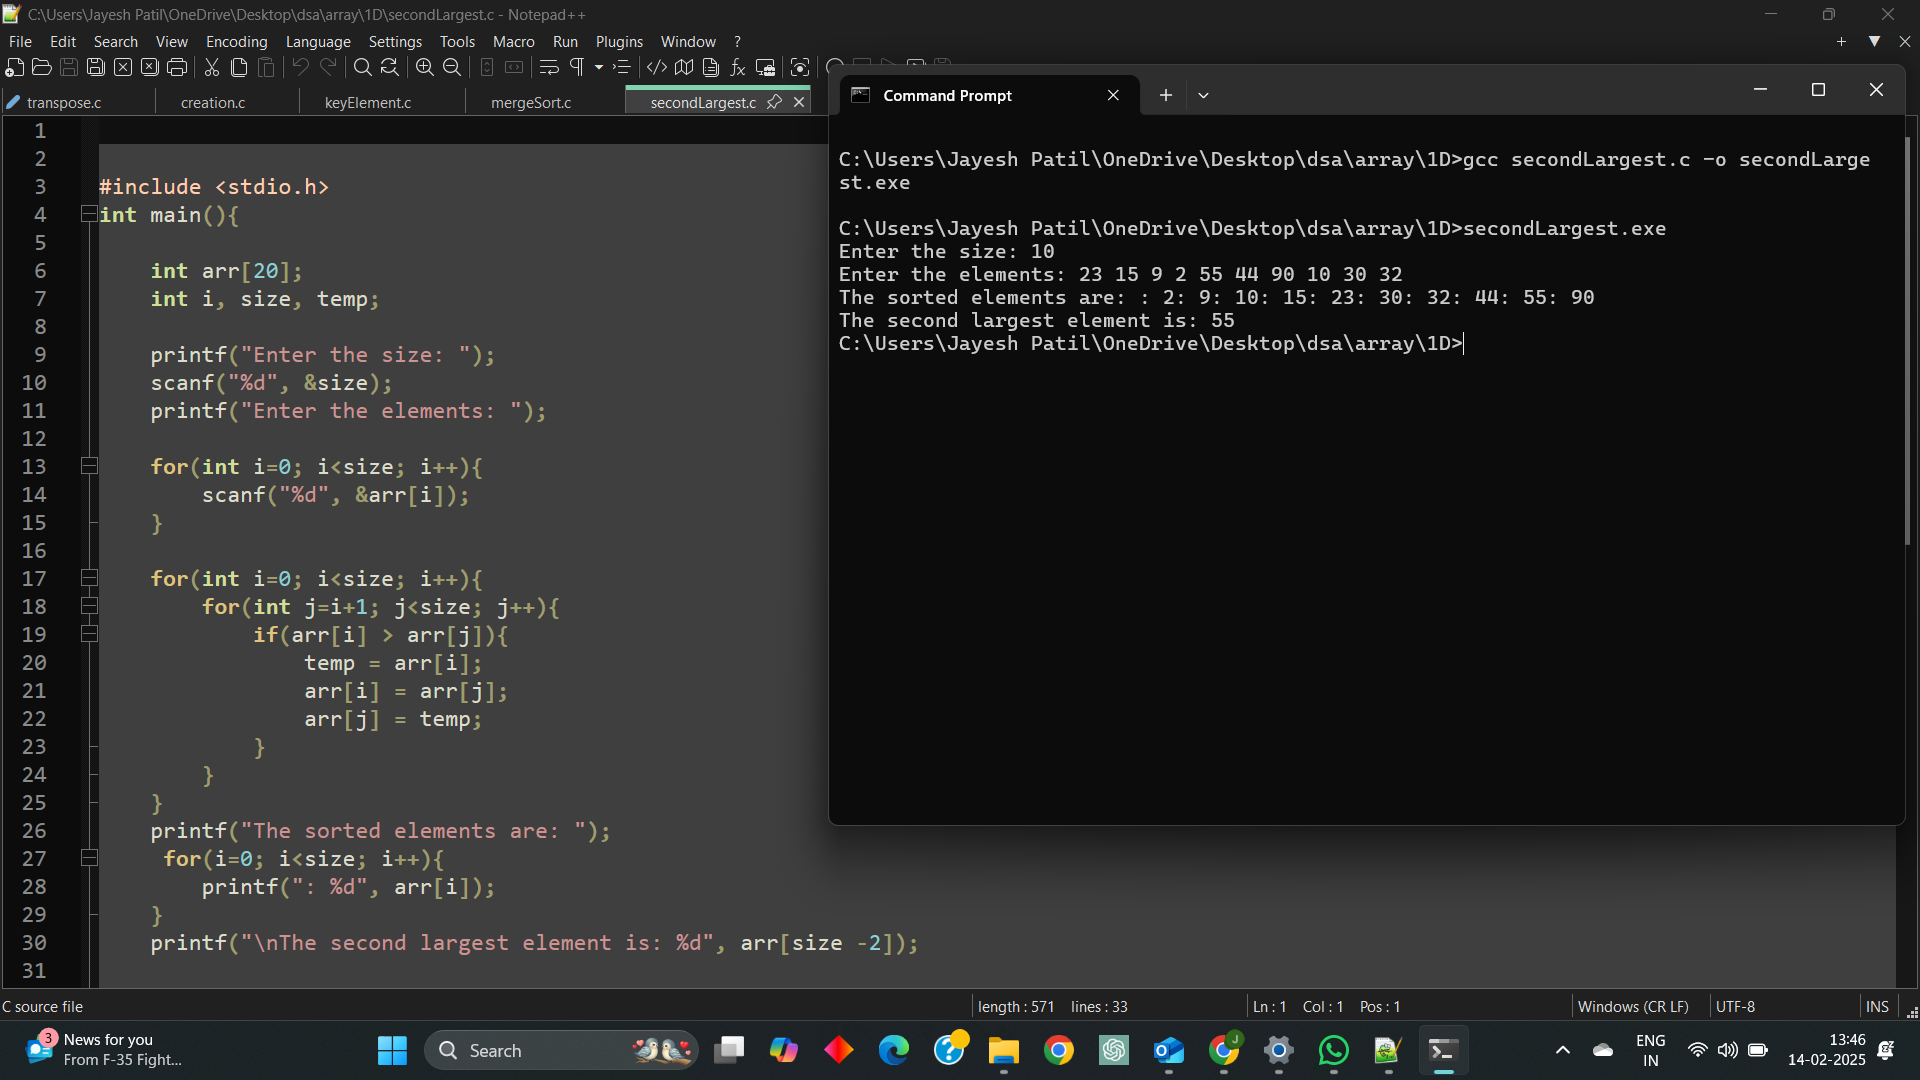 C:\Users\Jayesh Patil\OneDrive\Desktop\dsa\array\1D\secondLargest.c - Notepad++
File Edit Search View Encoding Language Settings Tools Macro Run Plugins Window ?
transpose.c creation.c keyElement.c mergeSort.c secondLargest.c
1
2
3 #include <stdio.h>
4 int main(){
5
6 int arr[20];
7 int i, size, temp;
8
9 printf("Enter the size: ");
10 scanf("%d", &size);
11 printf("Enter the elements: ");
12
13 for(int i=0; i<size; i++){
14 scanf("%d", &arr[i]);
15 }
16
17 for(int i=0; i<size; i++){
18 for(int j=i+1; j<size; j++){
19 if(arr[i] > arr[j]){
20 temp = arr[i];
21 arr[i] = arr[j];
22 arr[j] = temp;
23 }
24 }
25 }
26 printf("The sorted elements are: ");
27 for(i=0; i<size; i++){
28 printf(": %d", arr[i]);
29 }
30 printf("\nThe second largest element is: %d", arr[size -2]);
31
Command Prompt
C:\Users\Jayesh Patil\OneDrive\Desktop\dsa\array\1D>gcc secondLargest.c -o secondLarge
st.exe
C:\Users\Jayesh Patil\OneDrive\Desktop\dsa\array\1D>secondLargest.exe
Enter the size: 10
Enter the elements: 23 15 9 2 55 44 90 10 30 32
The sorted elements are: : 2: 9: 10: 15: 23: 30: 32: 44: 55: 90
The second largest element is: 55
C:\Users\Jayesh Patil\OneDrive\Desktop\dsa\array\1D>
C source file length : 571 lines : 33 Ln : 1 Col : 1 Pos : 1 Windows (CR LF) UTF-8 INS
3
News for you
From F-35 Fight...
Search
J
ENG
IN
13:46
14-02-2025